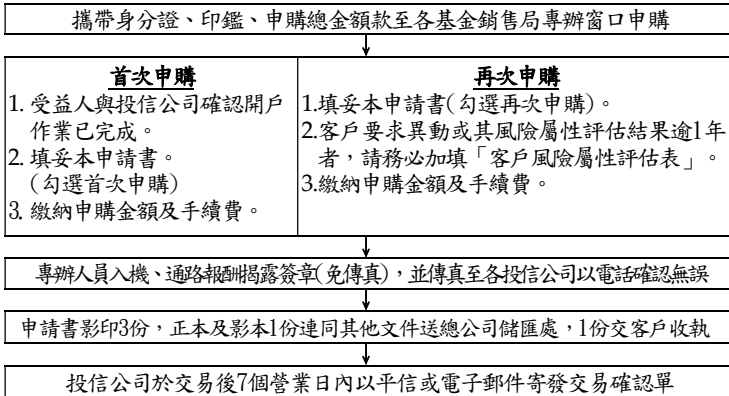 攜帶身分證、印鑑、申購總金額款至各基金銷售局專辦窗口申購
首次申購
1. 受益人與投信公司確認開戶
作業已完成。
2. 填妥本申請書。
(勾選首次申購)
3. 繳納申購金額及手續費。
再次申購
1.填妥本申請書(勾選再次申購)。
2.客戶要求異動或其風險屬性評估結果逾1年
者，請務必加填「客戶風險屬性評估表」。
3.繳納申購金額及手續費。
專辦人員入機、通路報酬揭露簽章(免傳真)，並傳真至各投信公司以電話確認無誤
申請書影印3份，正本及影本1份連同其他文件送總公司儲匯處，1份交客戶收執
投信公司於交易後7個營業日內以平信或電子郵件寄發交易確認單